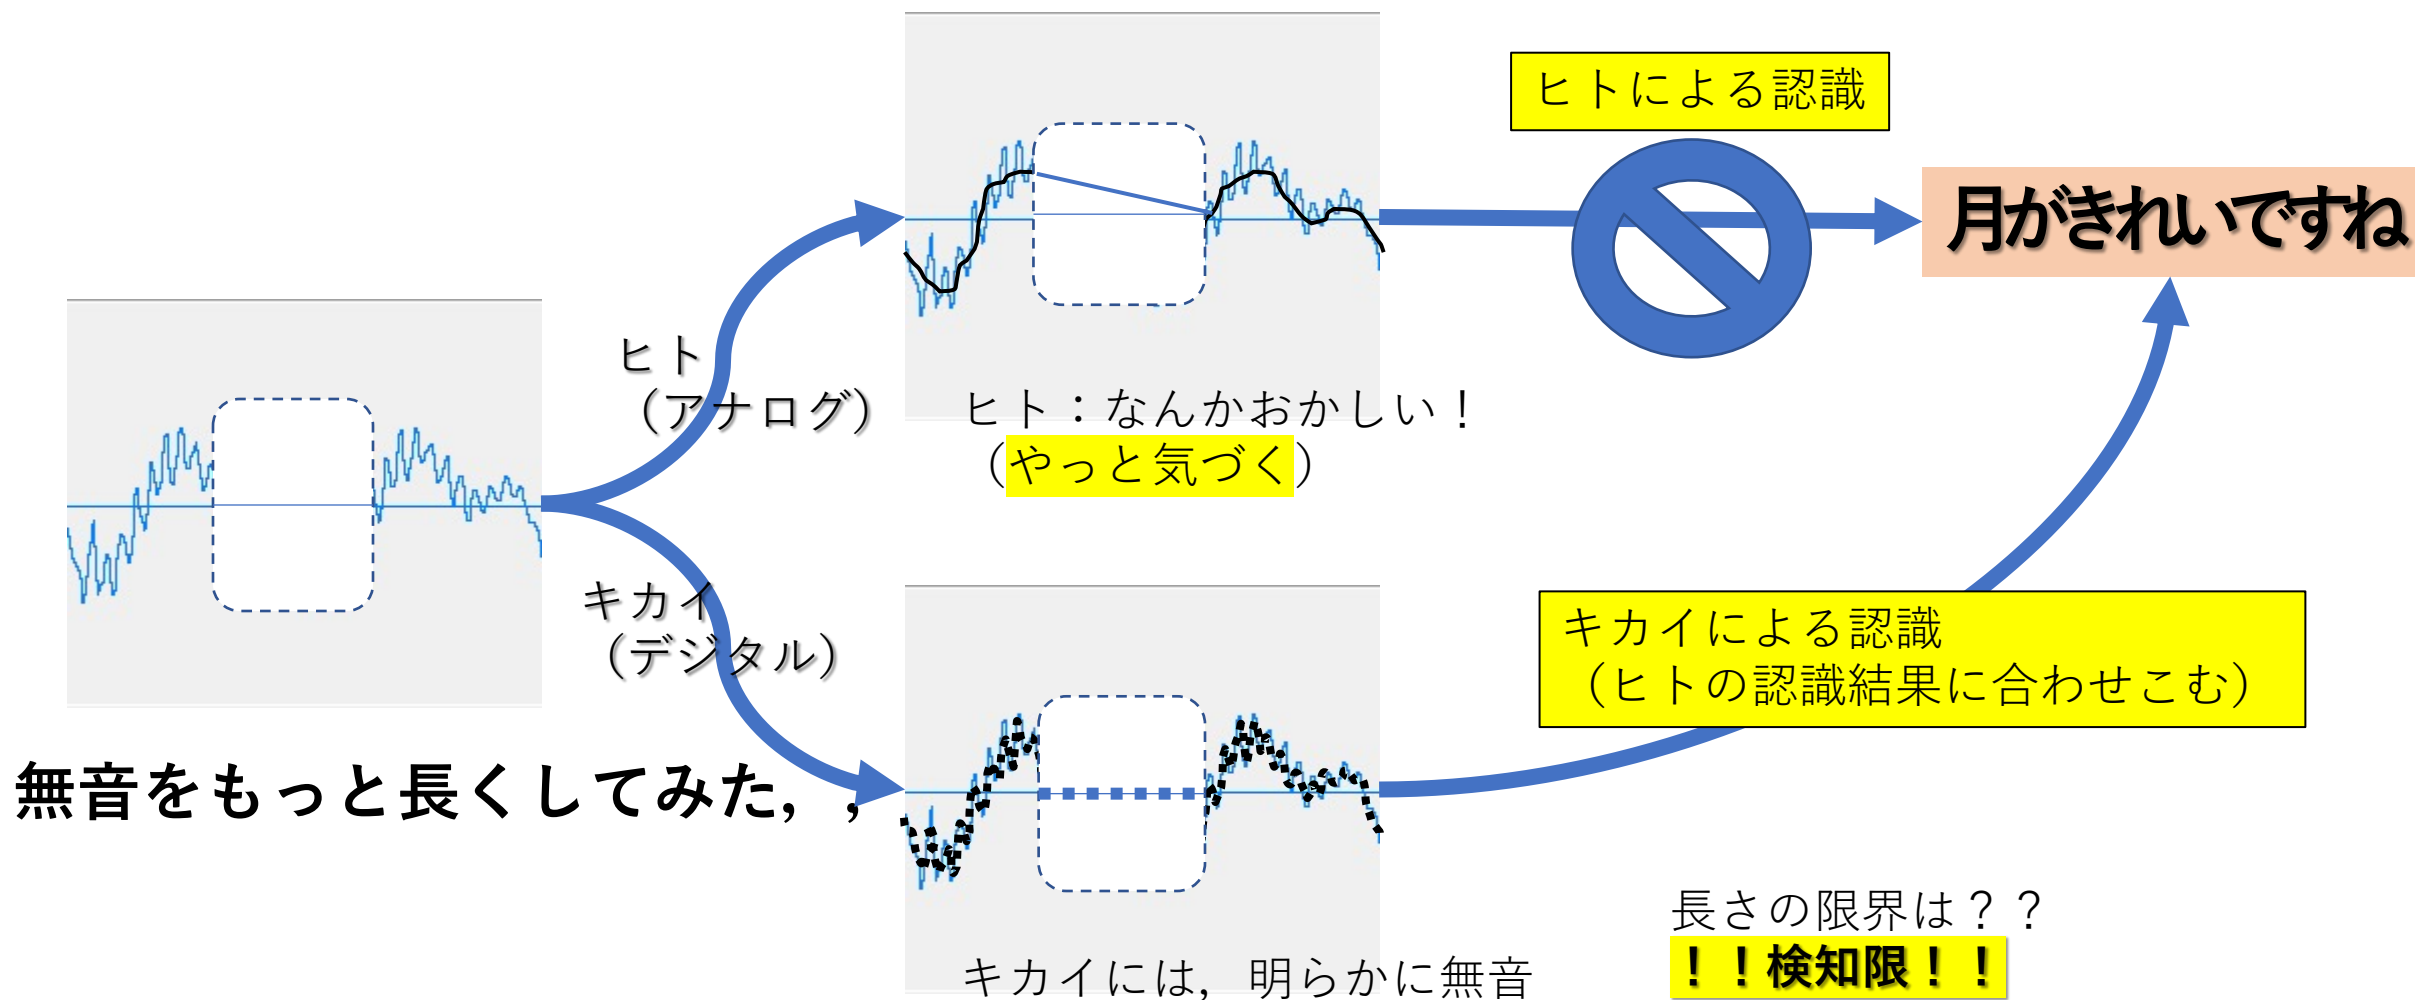 ヒトによる認識
月がきれいですね
ヒト
（アナログ）
ヒト：なんかおかしい！
（やっと気づく）
キカイ
（デジタル）
キカイによる認識
（ヒトの認識結果に合わせこむ）
無音をもっと長くしてみた，，
長さの限界は？？
！！検知限！！
キカイには，明らかに無音